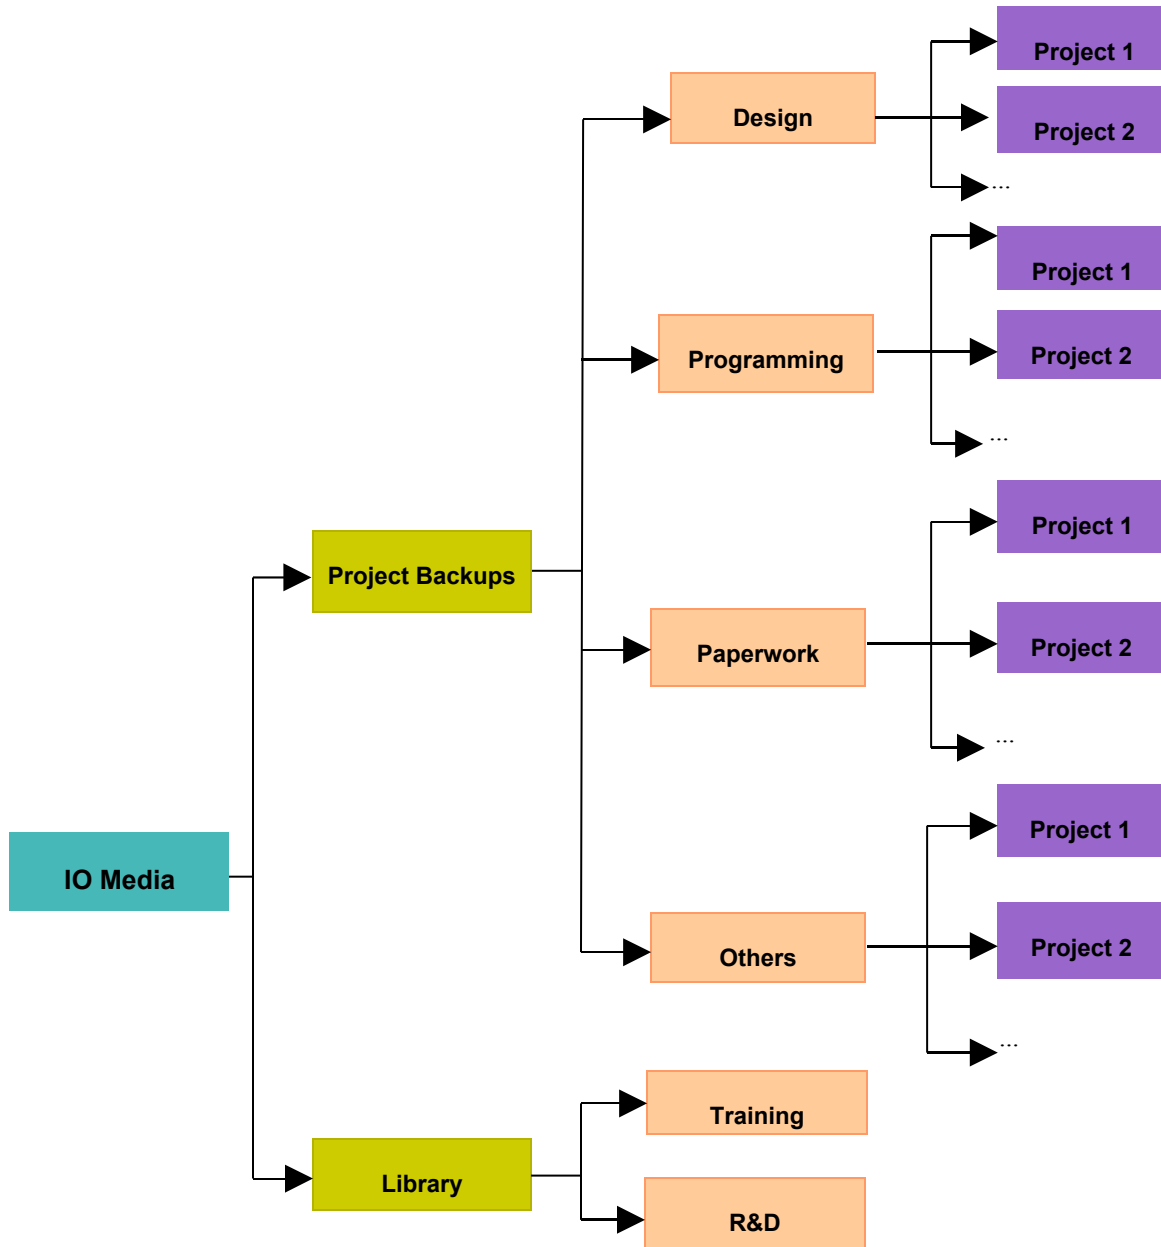 Project 1
Design
Project 2
...
Project 1
Programming
Project 2
...
Project 1
Project Backups
Paperwork
Project 2
...
Project 1
IO Media
Others
Project 2
...
Training
Library
R&D